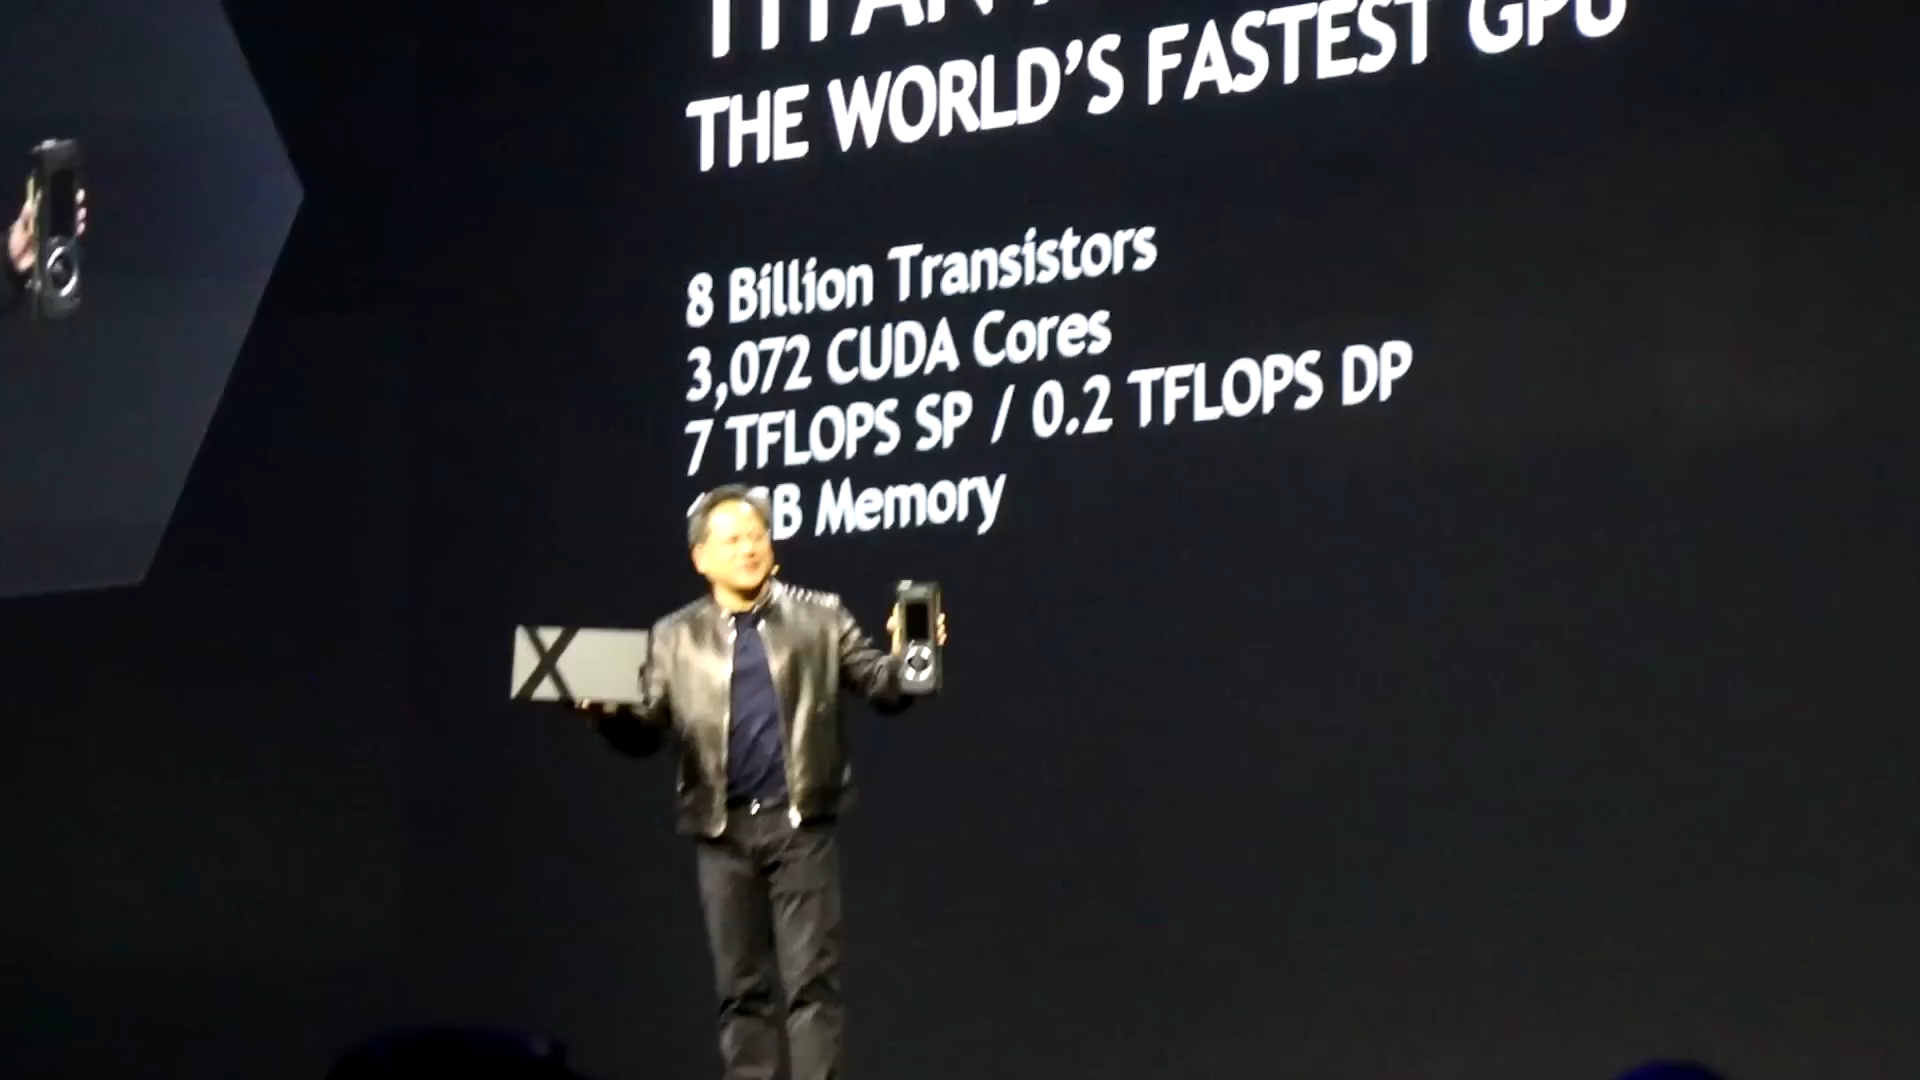 TITAN
THE WORLD'S FASTEST GPU
8 Billion Transistors
3,072 CUDA Cores
7 TFLOPS SP / 0.2 TFLOPS DP
Memory
X